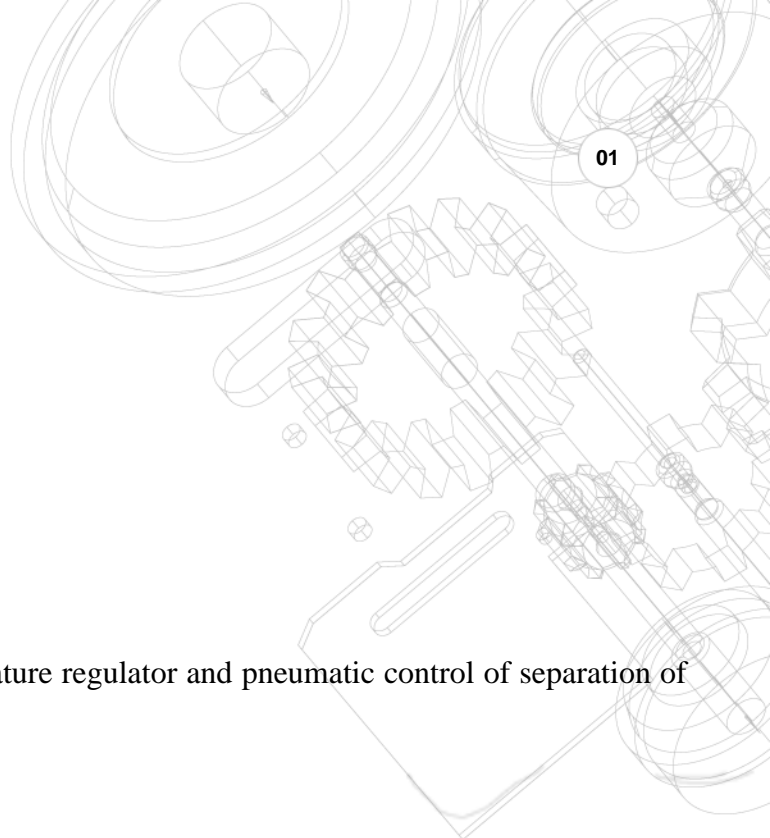 01
ature regulator and pneumatic control of separation of